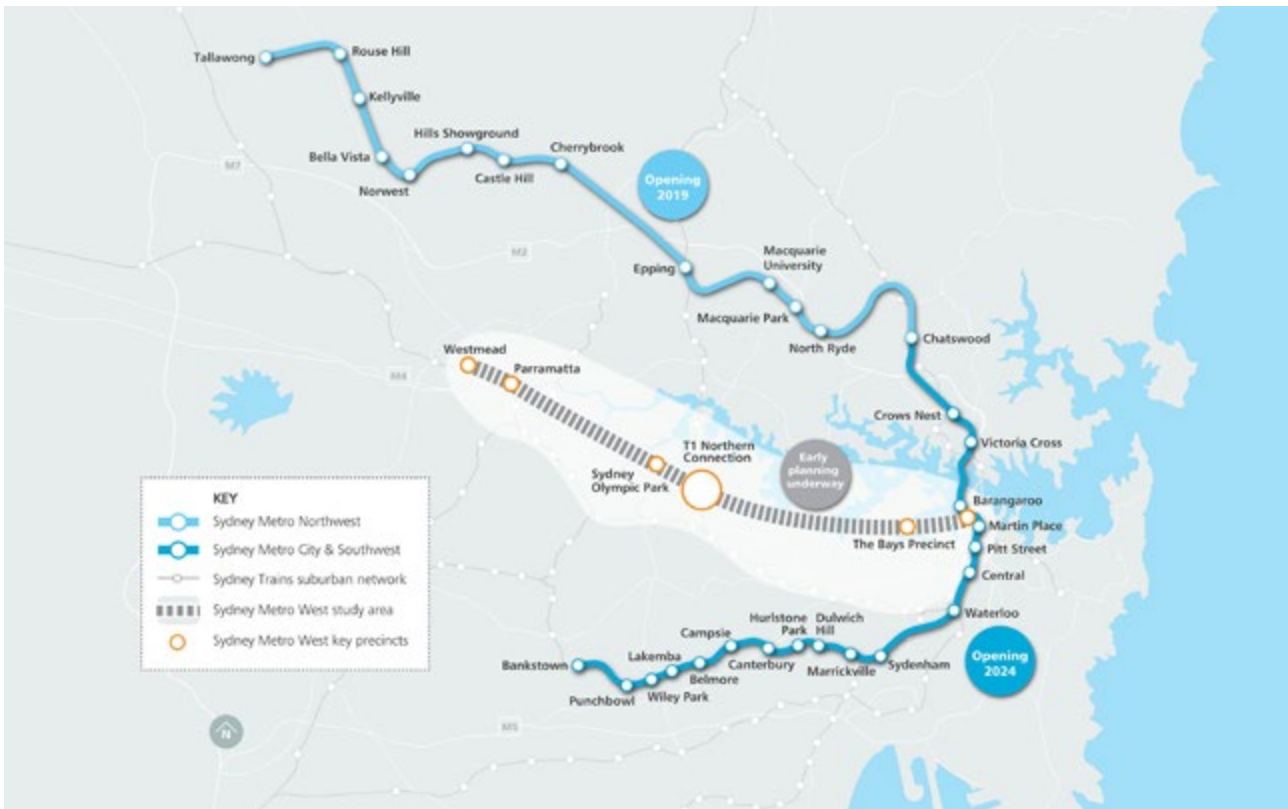 Tallawong
Rouse Hill
Kellyville
Bella Vista
Norwest
Hills Showground
Castle Hill
Cherrybrook
Opening
2019
M7
M2
Epping
Macquarie
University
Macquarie Park
North Ryde
Chatswood
Westmead
Parramatta
M4
Crows Nest
Victoria Cross
T1 Northern
Connection
Sydney
Olympic Park
Early
planning
underway
Barangaroo
Martin Place
The Bays Precinct
Pitt Street
Central
Waterloo
KEY
Sydney Metro Northwest
Sydney Metro City & Southwest
Sydney Trains suburban network
Sydney Metro West study area
Sydney Metro West key precincts
Bankstown
Punchbowl
Wiley Park
Lakemba
Belmore
Campsie
Canterbury
Hurlstone
Park
Dulwich
Hill
Marrickville
Sydenham
Opening
2024
M5
N